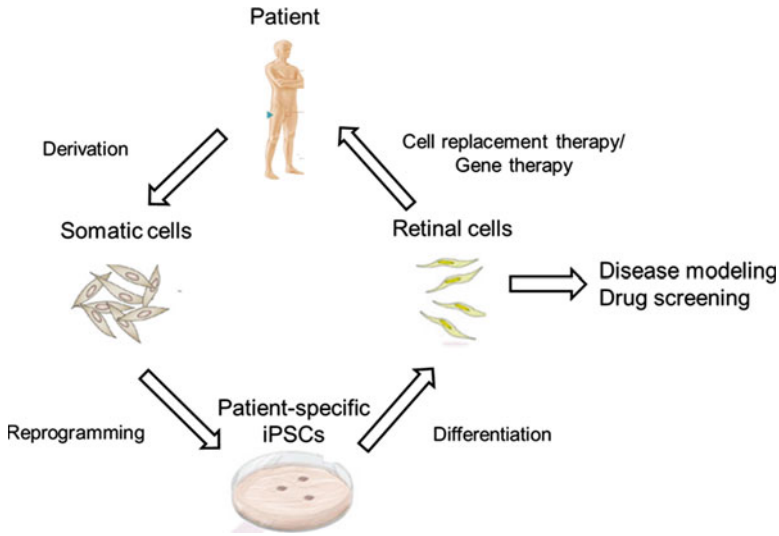 Patient
Derivation
Cell replacement therapy/
Gene therapy
Somatic cells
Retinal cells
Disease modeling
Drug screening
Reprogramming
Patient-specific
iPSCs
Differentiation